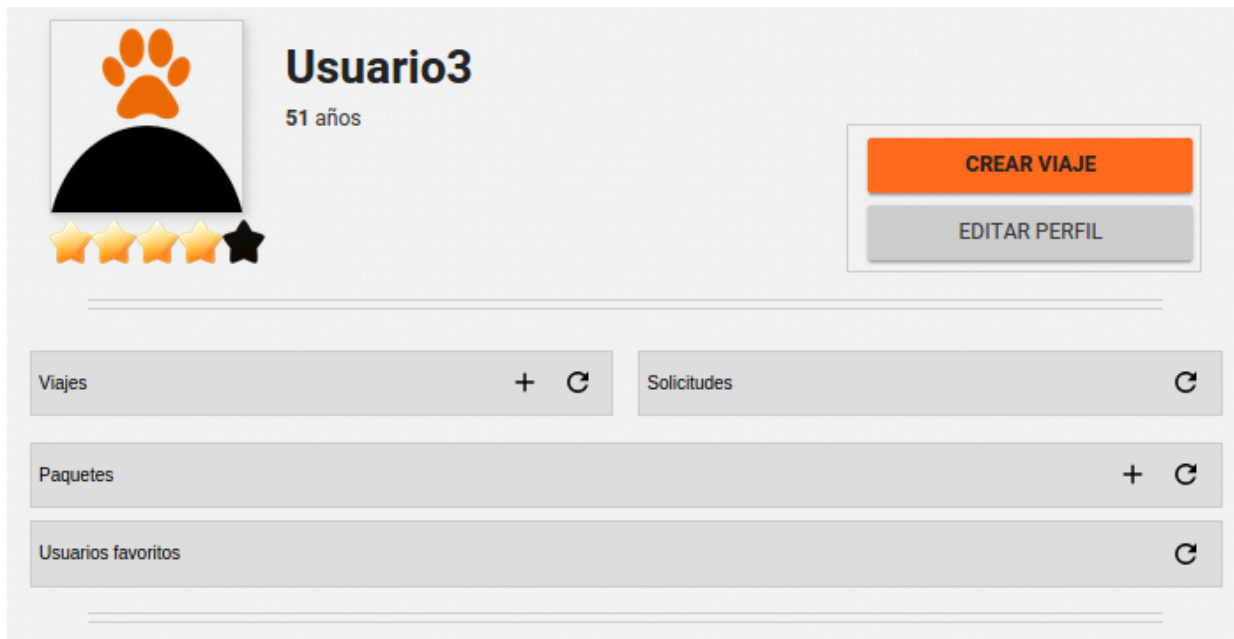 Usuario3
51 años
CREAR VIAJE
EDITAR PERFIL
Viajes
Solicitudes
Paquetes
Usuarios favoritos